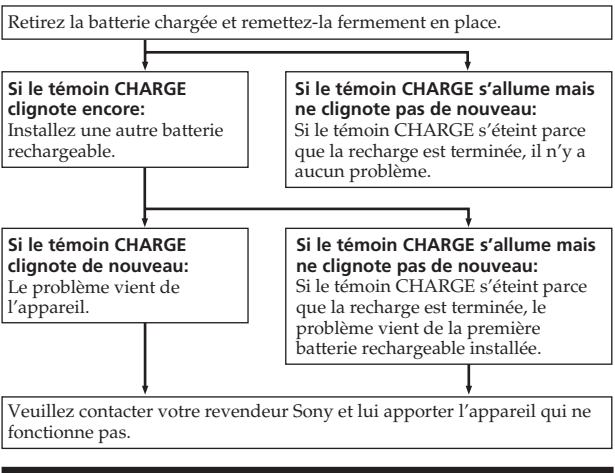 Retirez la batterie chargée et remettez-la fermement en place.
Si le témoin CHARGE
clignote encore:
Installez une autre batterie
rechargeable.
Si le témoin CHARGE s’allume mais
ne clignote pas de nouveau:
Si le témoin CHARGE s’éteint parce
que la recharge est terminée, il n’y a
aucun problème.
Si le témoin CHARGE
clignote de nouveau:
Le problème vient de
l’appareil.
Si le témoin CHARGE s’allume mais
ne clignote pas de nouveau:
Si le témoin CHARGE s’éteint parce
que la recharge est terminée, le
problème vient de la première
batterie rechargeable installée.
Veuillez contacter votre revendeur Sony et lui apporter l’appareil qui ne
fonctionne pas.